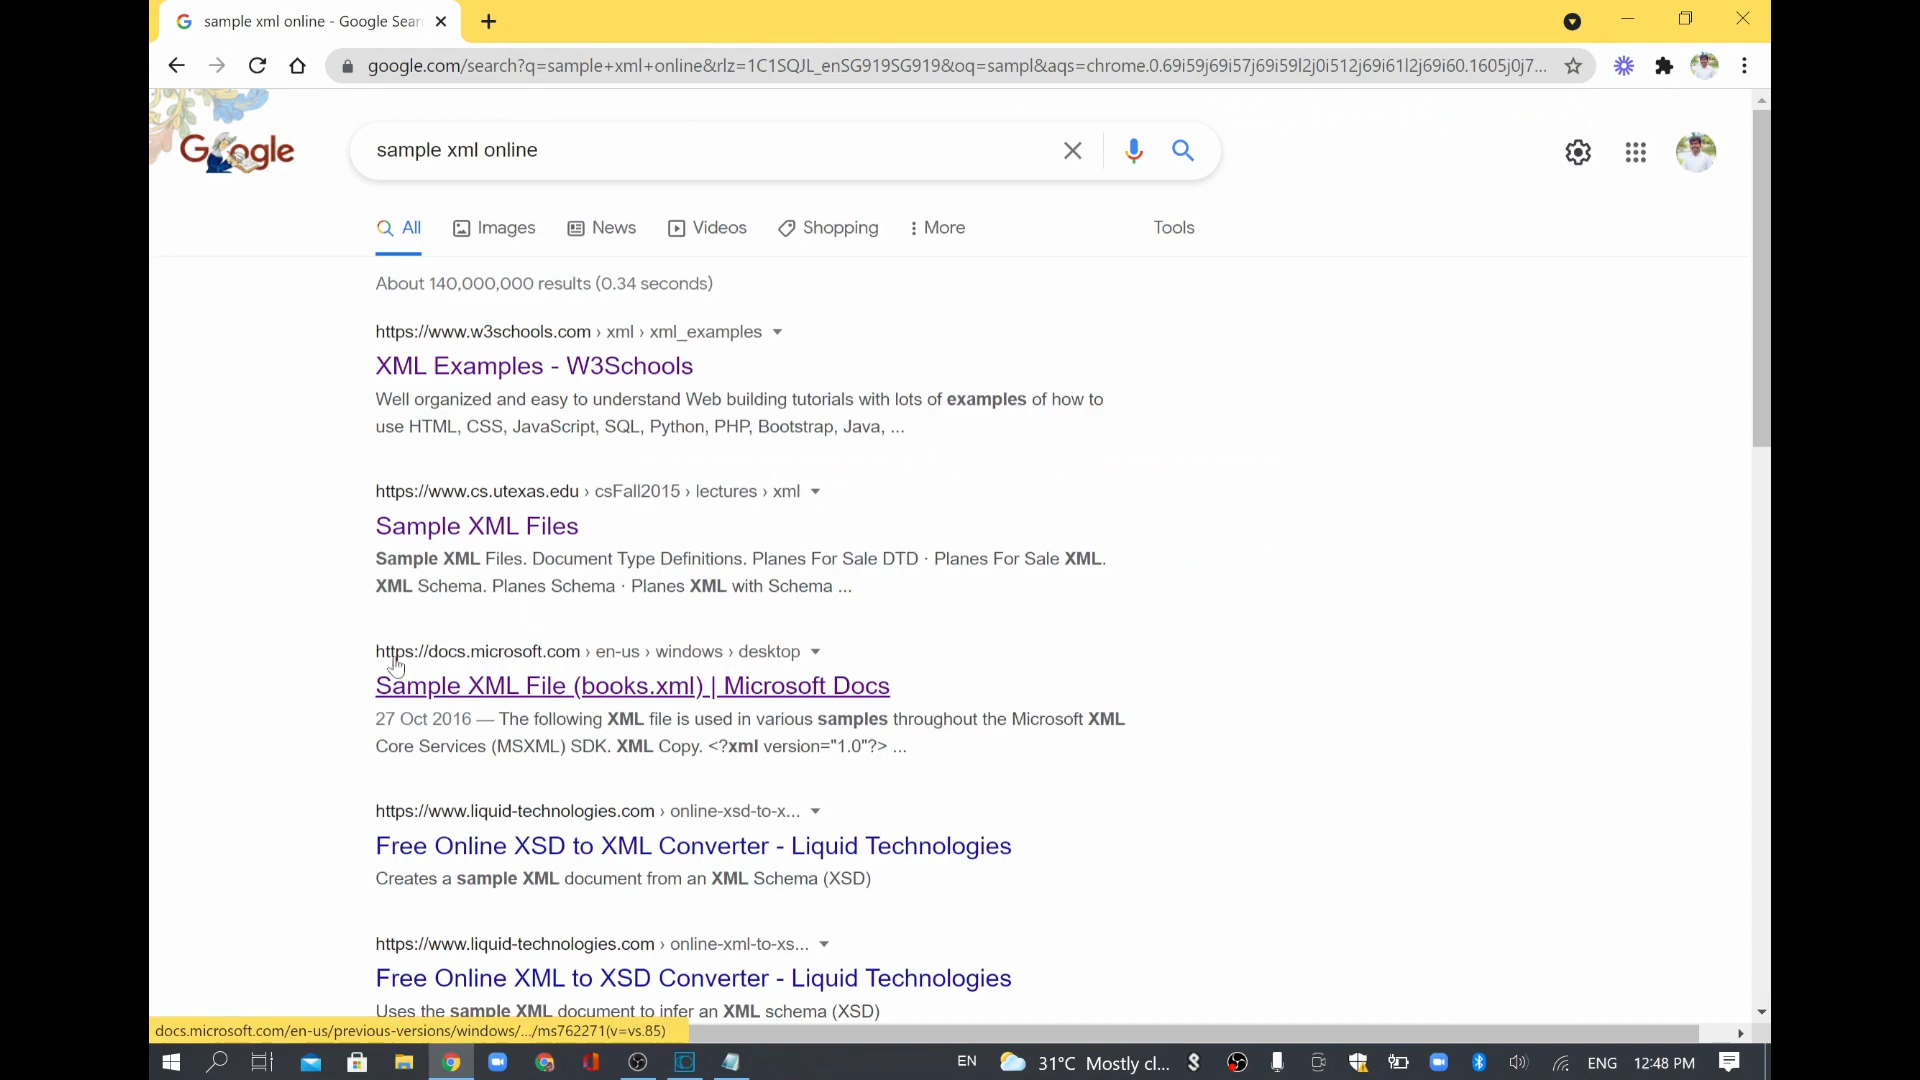 sample xml online - Google Sear
google.com/search?q=sample+xml+online&rlz=1C1SQJL_enSG919SG919&oq=sampl&aqs=chrome.0.69i59j69i57j69i59l2j0i512j69i61l2j69i60.1605j0j7...
Google
sample xml online
All
Images
News
Videos
Shopping
More
Tools
About 140,000,000 results (0.34 seconds)
https://www.w3schools.com › xml › xml_examples
XML Examples - W3Schools
Well organized and easy to understand Web building tutorials with lots of examples of how to
use HTML, CSS, JavaScript, SQL, Python, PHP, Bootstrap, Java, ...
https://www.cs.utexas.edu › csFall2015 › lectures › xml
Sample XML Files
Sample XML Files. Document Type Definitions. Planes For Sale DTD · Planes For Sale XML.
XML Schema. Planes Schema · Planes XML with Schema ...
https://docs.microsoft.com › en-us › windows › desktop
Sample XML File (books.xml) | Microsoft Docs
27 Oct 2016 — The following XML file is used in various samples throughout the Microsoft XML
Core Services (MSXML) SDK. XML Copy. <?xml version="1.0"?> ...
https://www.liquid-technologies.com › online-xsd-to-x...
Free Online XSD to XML Converter - Liquid Technologies
Creates a sample XML document from an XML Schema (XSD)
https://www.liquid-technologies.com › online-xml-to-xs...
Free Online XML to XSD Converter - Liquid Technologies
Uses the sample XML document to infer an XML schema (XSD)
docs.microsoft.com/en-us/previous-versions/windows/.../ms762271(v=vs.85)
EN
31°C Mostly cl...
ENG
12:48 PM